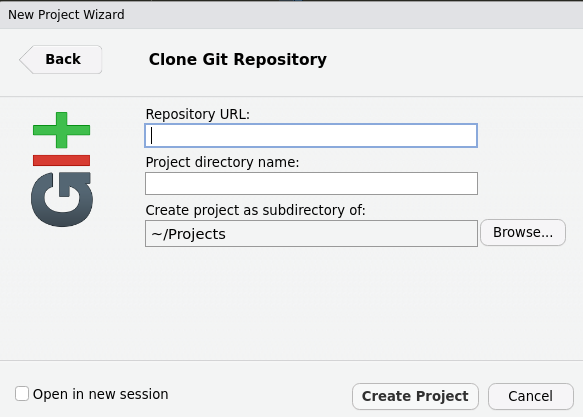 New Project Wizard
Back
Clone Git Repository
Repository URL:
Project directory name:
Create project as subdirectory of:
~/Projects
Browse...
GIt
Open in new session
Create Project
Cancel